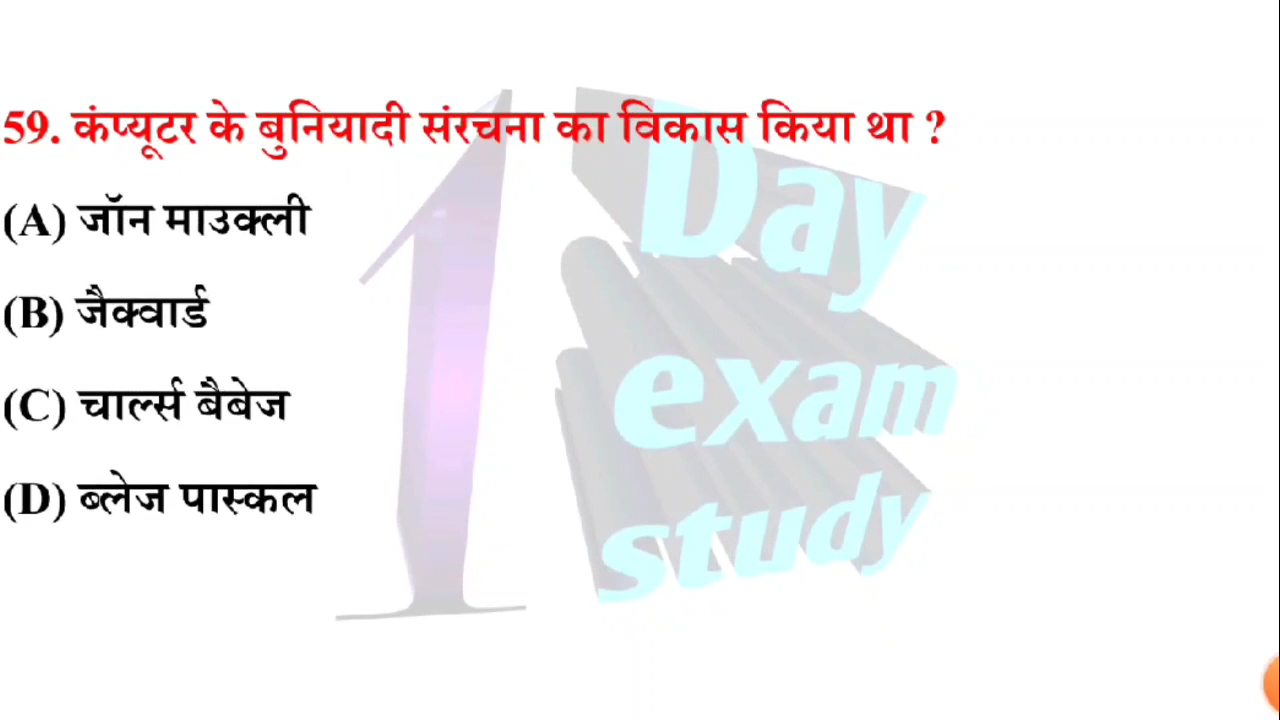 59. कंप्यूटर के बुनियादी संरचना का विकास किया था ?
(A) जॉन माउक्ली
(B) जैक्वार्ड
(C) चार्ल्स बैबेज
(D) ब्लेज पास्कल
1 Day
exam
study